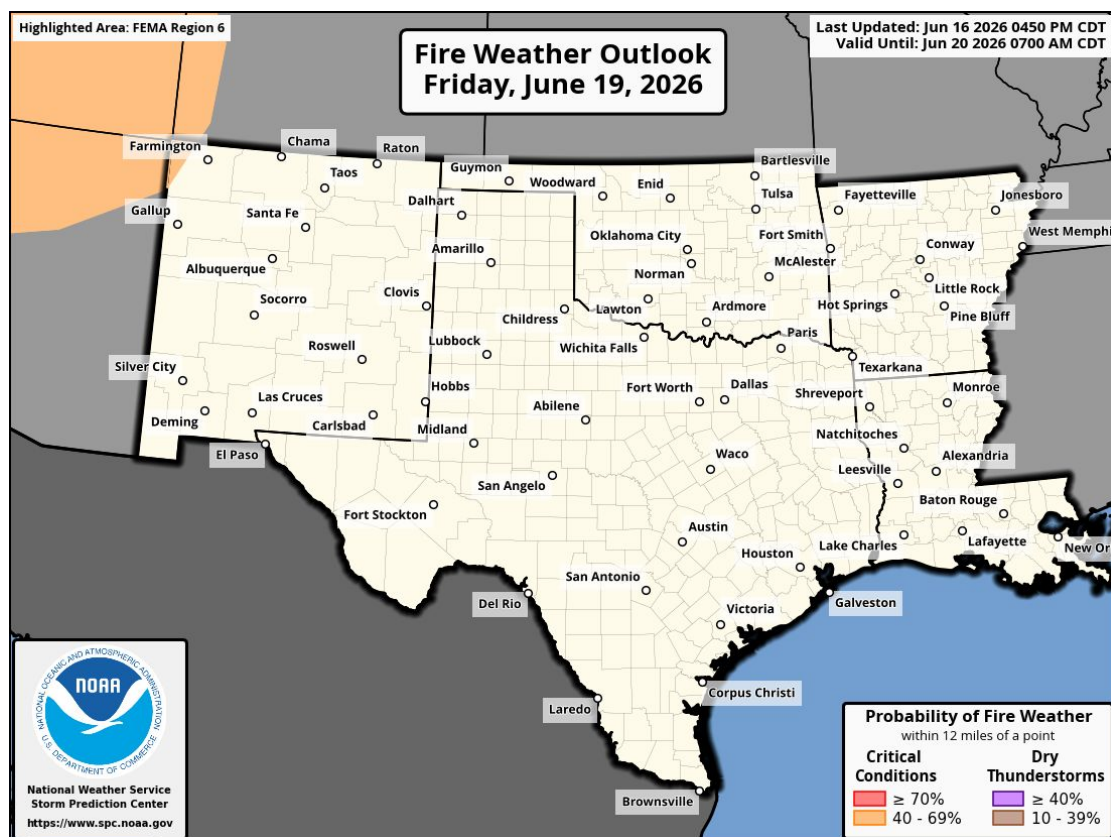 Highlighted Area: FEMA Region 6
Last Updated: Jun 16 2026 0450 PM CDT
Valid Until: Jun 20 2026 0700 AM CDT
Fire Weather Outlook
Friday, June 19, 2026
Farmington
Chama
Raton
Taos
Guymon
Woodward
Enid
Bartlesville
Tulsa
Fayetteville
Jonesboro
Gallup
Santa Fe
Dalhart
Oklahoma City
Fort Smith
West Memphi
Albuquerque
Amarillo
Norman
McAlester
Conway
Socorro
Clovis
Childress
Lawton
Ardmore
Hot Springs
Little Rock
Pine Bluff
Roswell
Lubbock
Wichita Falls
Paris
Texarkana
Silver City
Hobbs
Fort Worth
Dallas
Shreveport
Monroe
Deming
Las Cruces
Carlsbad
Midland
Abilene
Natchitoches
El Paso
San Angelo
Waco
Leesville
Alexandria
Fort Stockton
Austin
Houston
Lake Charles
Baton Rouge
Lafayette
New Or
Del Rio
San Antonio
Galveston
Victoria
Laredo
Corpus Christi
Brownsville
NATIONAL OCEANIC AND ATMOSPHERIC ADMINISTRATION
NOAA
U.S. DEPARTMENT OF COMMERCE
National Weather Service
Storm Prediction Center
https://www.spc.noaa.gov
Probability of Fire Weather
within 12 miles of a point
Critical Conditions
≥ 70%
40 - 69%
Dry Thunderstorms
≥ 40%
10 - 39%